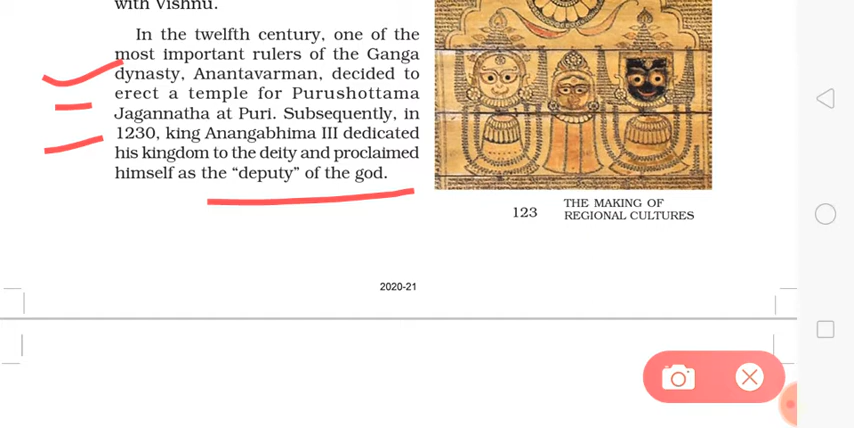 with Vishnu.
In the twelfth century, one of the
most important rulers of the Ganga
dynasty, Anantavarman, decided to
erect a temple for Purushottama
Jagannatha at Puri. Subsequently, in
1230, king Anangabhima III dedicated
his kingdom to the deity and proclaimed
himself as the “deputy” of the god.
123
THE MAKING OF
REGIONAL CULTURES
2020-21